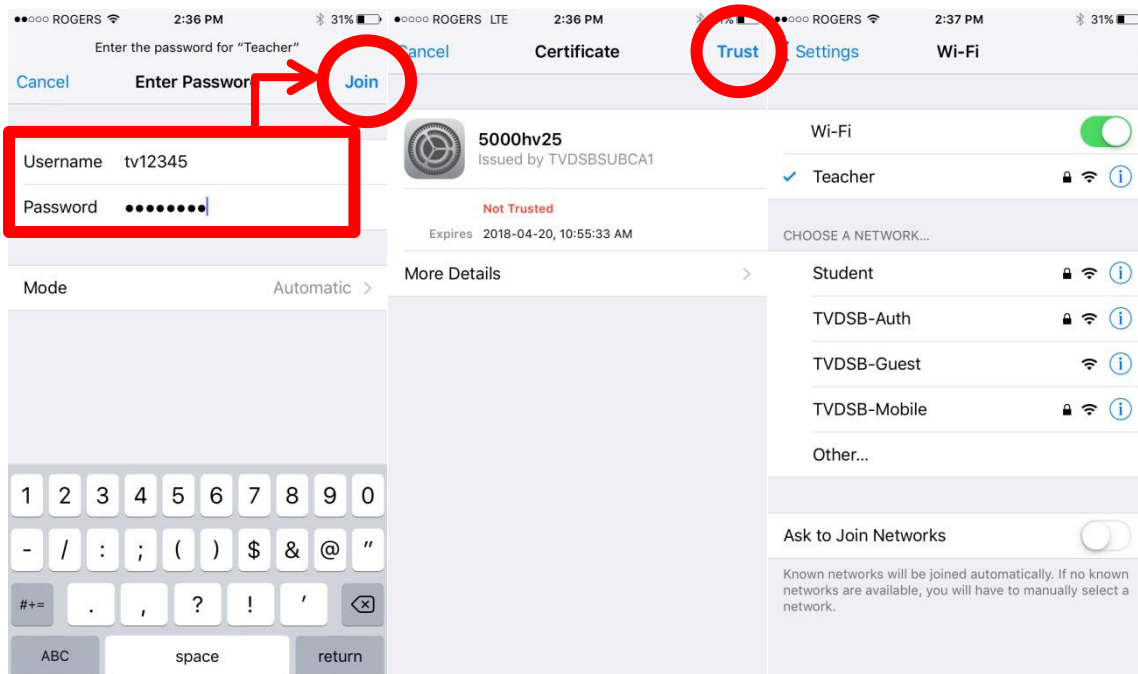 ROGERS 2:36 PM 31%
Enter the password for "Teacher"
Cancel Enter Password Join
Username tv12345
Password ••••••••
Mode Automatic >
1 2 3 4 5 6 7 8 9 0
- / : ; ( ) $ & @ "
#+= . , ? ! '
ABC space return
ROGERS LTE 2:36 PM
Cancel Certificate Trust
5000hv25
Issued by TVDSBSUBCA1
Not Trusted
Expires 2018-04-20, 10:55:33 AM
More Details >
ROGERS 2:37 PM 31%
Settings Wi-Fi
Wi-Fi
✓ Teacher
CHOOSE A NETWORK...
Student
TVDSB-Auth
TVDSB-Guest
TVDSB-Mobile
Other...
Ask to Join Networks
Known networks will be joined automatically. If no known
networks are available, you will have to manually select a
network.